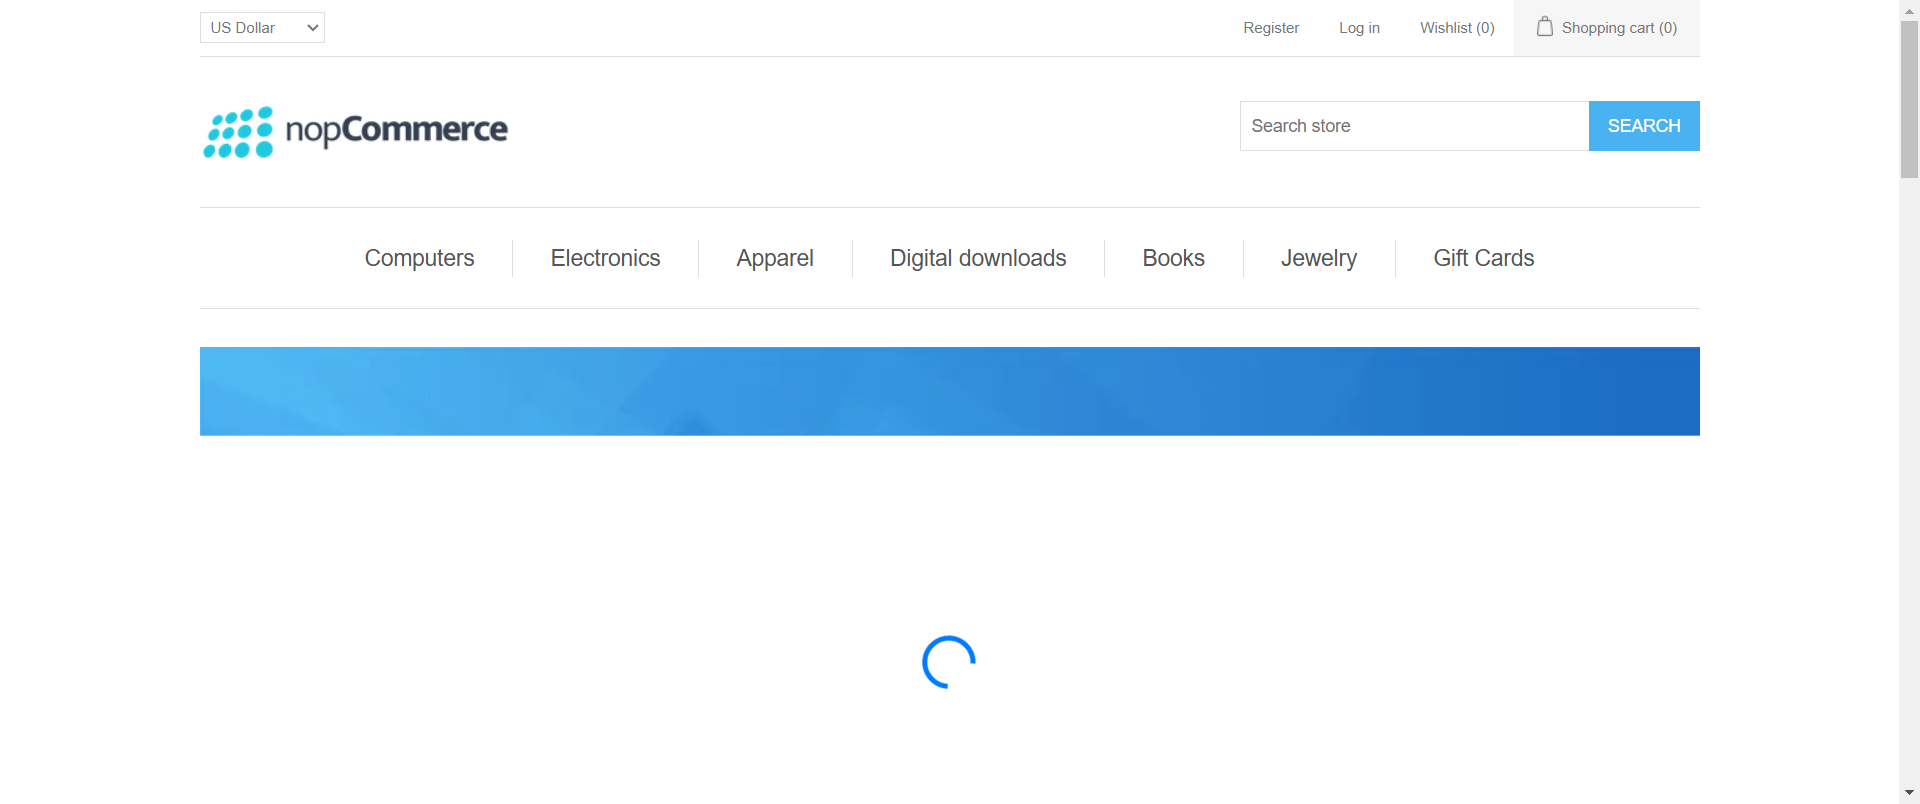 US Dollar
Register
Log in
Wishlist (0)
Shopping cart (0)
nopCommerce
Search store
SEARCH
Computers
Electronics
Apparel
Digital downloads
Books
Jewelry
Gift Cards